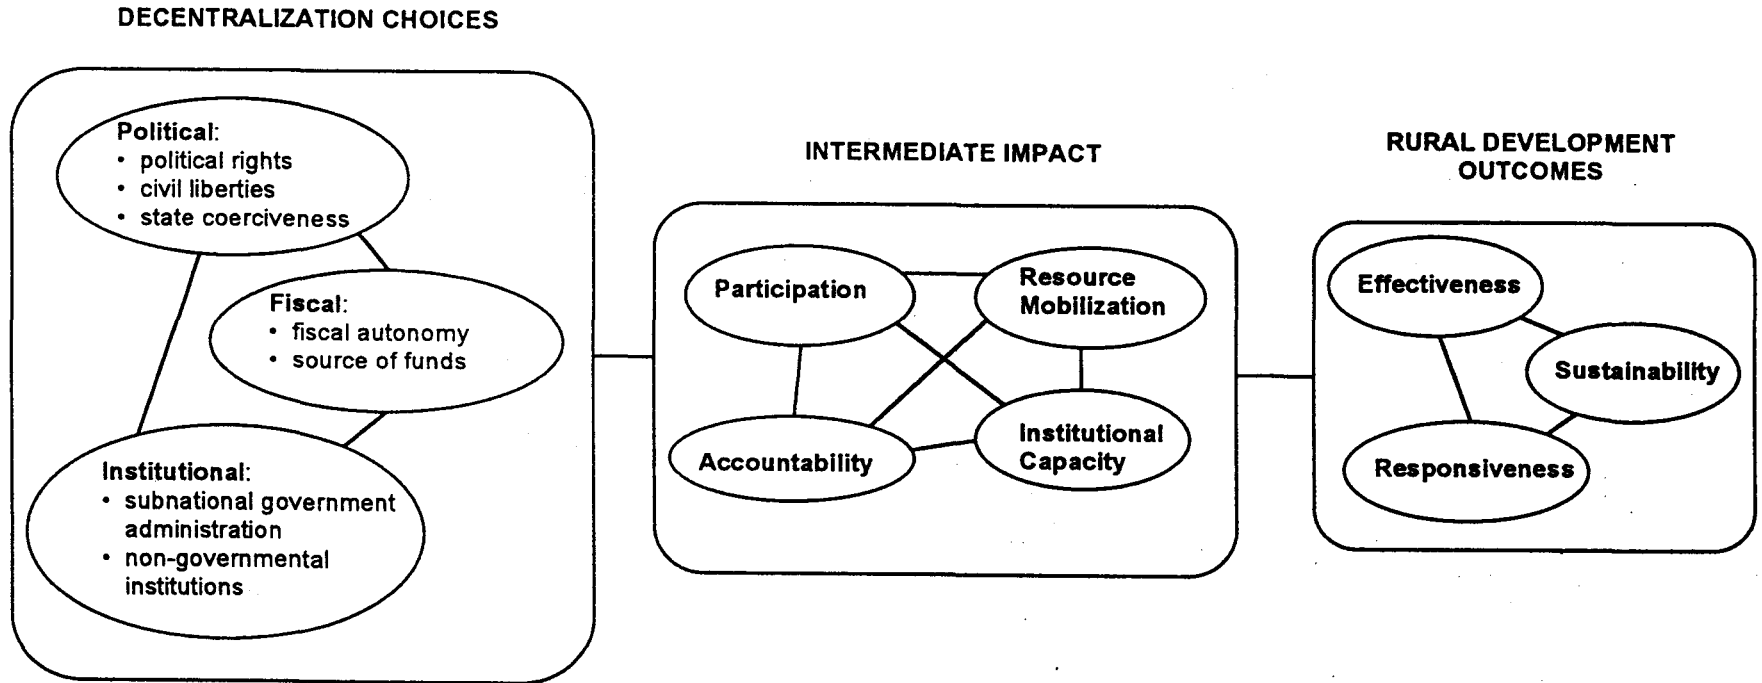 DECENTRALIZATION CHOICES
Political:
• political rights
• civil liberties
• state coerciveness
Fiscal:
• fiscal autonomy
• source of funds
Institutional:
• subnational government
administration
• non-governmental
institutions
INTERMEDIATE IMPACT
Participation
Resource
Mobilization
Accountability
Institutional
Capacity
RURAL DEVELOPMENT
OUTCOMES
Effectiveness
Sustainability
Responsiveness